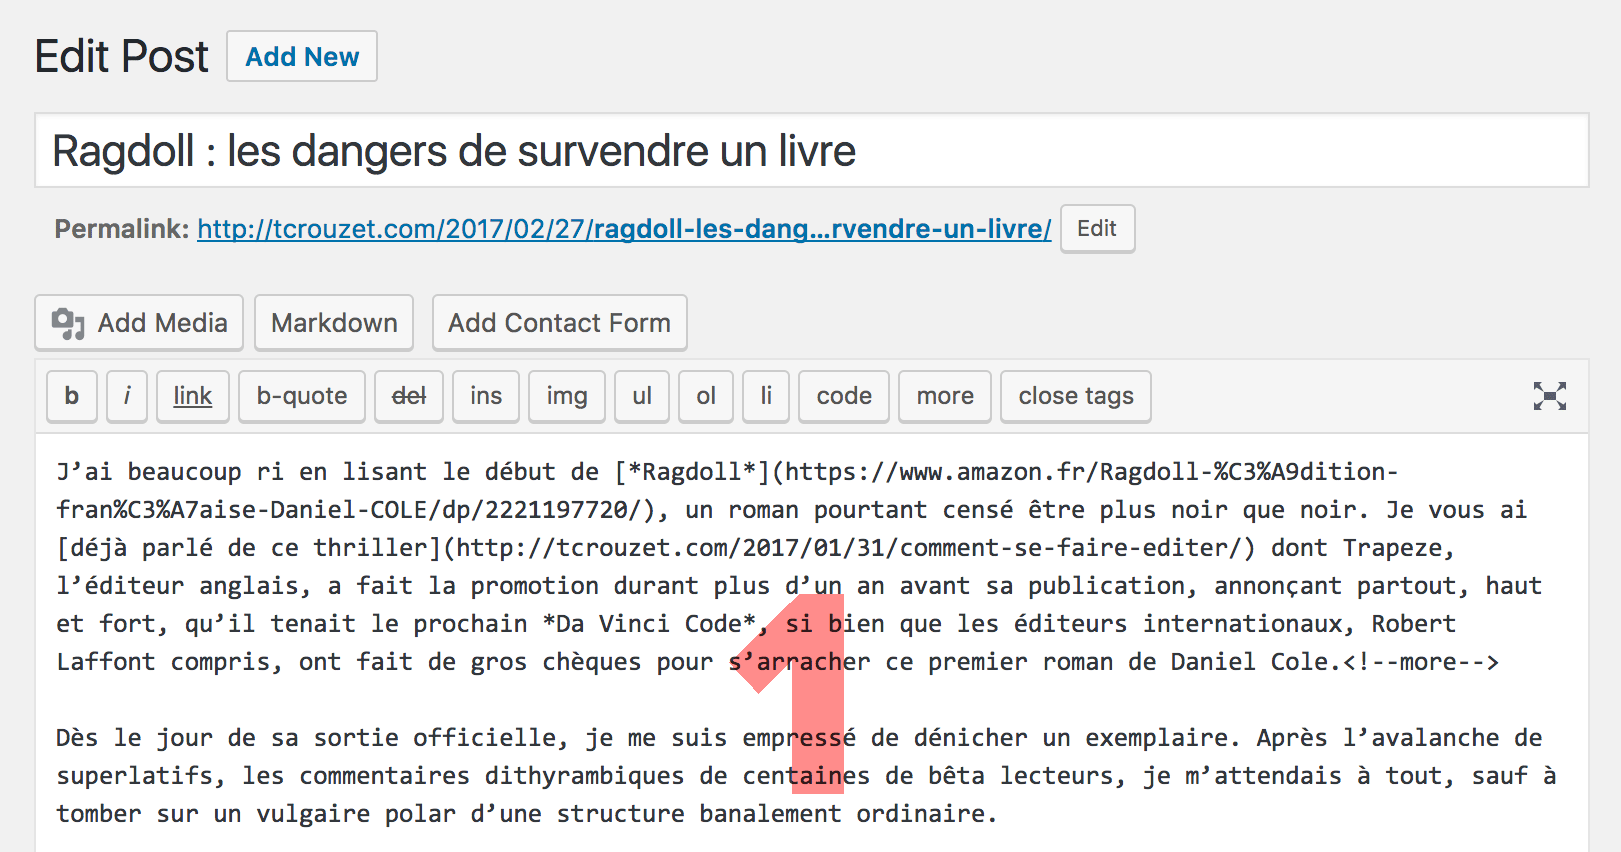 Edit Post Add New
Ragdoll : les dangers de survendre un livre
Permalink: http://tcrouzet.com/2017/02/27/ragdoll-les-dang…rvendre-un-livre/ Edit
Add Media Markdown Add Contact Form
b i link b-quote del ins img ul ol li code more close tags
J’ai beaucoup ri en lisant le début de [*Ragdoll*](https://www.amazon.fr/Ragdoll-%C3%A9dition-
fran%C3%A7aise-Daniel-COLE/dp/2221197720/), un roman pourtant censé être plus noir que noir. Je vous ai
[déjà parlé de ce thriller](http://tcrouzet.com/2017/01/31/comment-se-faire-editer/) dont Trapeze,
l’éditeur anglais, a fait la promotion durant plus d’un an avant sa publication, annonçant partout, haut
et fort, qu’il tenait le prochain *Da Vinci Code*, si bien que les éditeurs internationaux, Robert
Laffont compris, ont fait de gros chèques pour s’arracher ce premier roman de Daniel Cole.<!--more-->
1
Dès le jour de sa sortie officielle, je me suis empressé de dénicher un exemplaire. Après l’avalanche de
superlatifs, les commentaires dithyrambiques de centaines de bêta lecteurs, je m’attendais à tout, sauf à
tomber sur un vulgaire polar d’une structure banalement ordinaire.